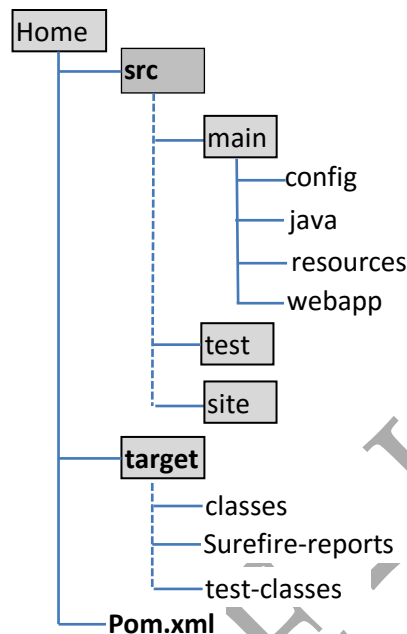 Home
src
main
config
java
resources
webapp
test
site
target
classes
Surefire-reports
test-classes
Pom.xml